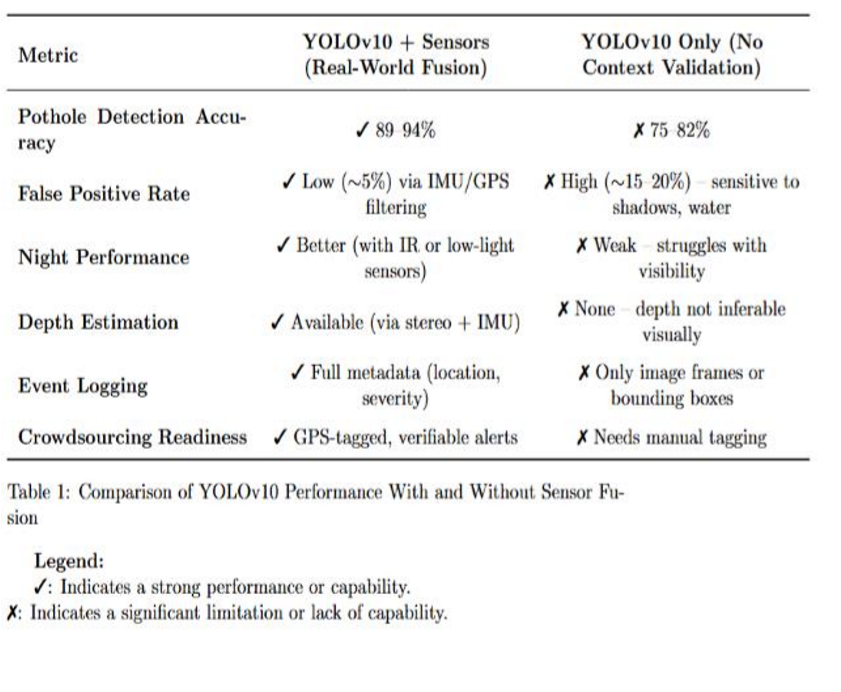 Metric
YOLOv10 + Sensors
(Real-World Fusion)
YOLOv10 Only (No
Context Validation)
Pothole Detection Accu-
racy
✓ 89–94%
✗ 75–82%
False Positive Rate
✓ Low (~5%) via IMU/GPS
filtering
✗ High (~15–20%) – sensitive to
shadows, water
Night Performance
✓ Better (with IR or low-light
sensors)
✗ Weak – struggles with
visibility
Depth Estimation
✓ Available (via stereo + IMU)
✗ None – depth not inferable
visually
Event Logging
✓ Full metadata (location,
severity)
✗ Only image frames or
bounding boxes
Crowdsourcing Readiness
✓ GPS-tagged, verifiable alerts
✗ Needs manual tagging
Table 1: Comparison of YOLOv10 Performance With and Without Sensor Fu-
sion
Legend:
✓: Indicates a strong performance or capability.
✗: Indicates a significant limitation or lack of capability.